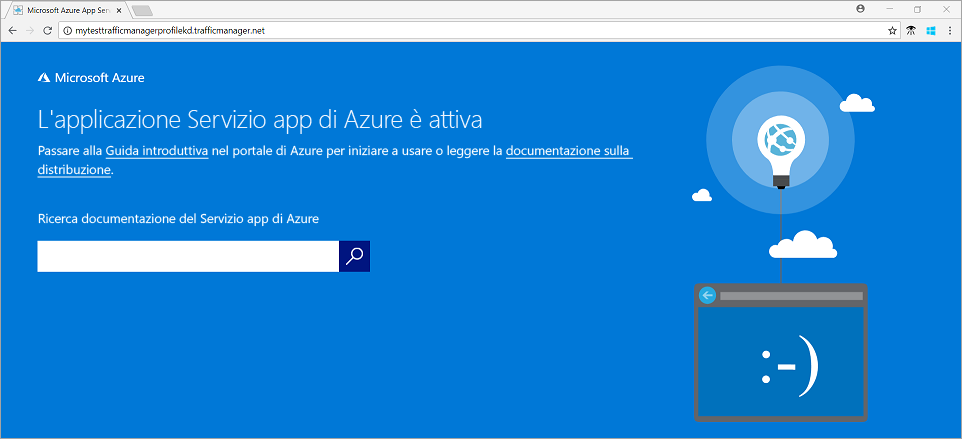 Microsoft Azure App Ser
mytesttrafficmanagerprofilekd.trafficmanager.net
Microsoft Azure
L'applicazione Servizio app di Azure è attiva
Passare alla Guida introduttiva nel portale di Azure per iniziare a usare o leggere la documentazione sulla
distribuzione.
Ricerca documentazione del Servizio app di Azure
:-)